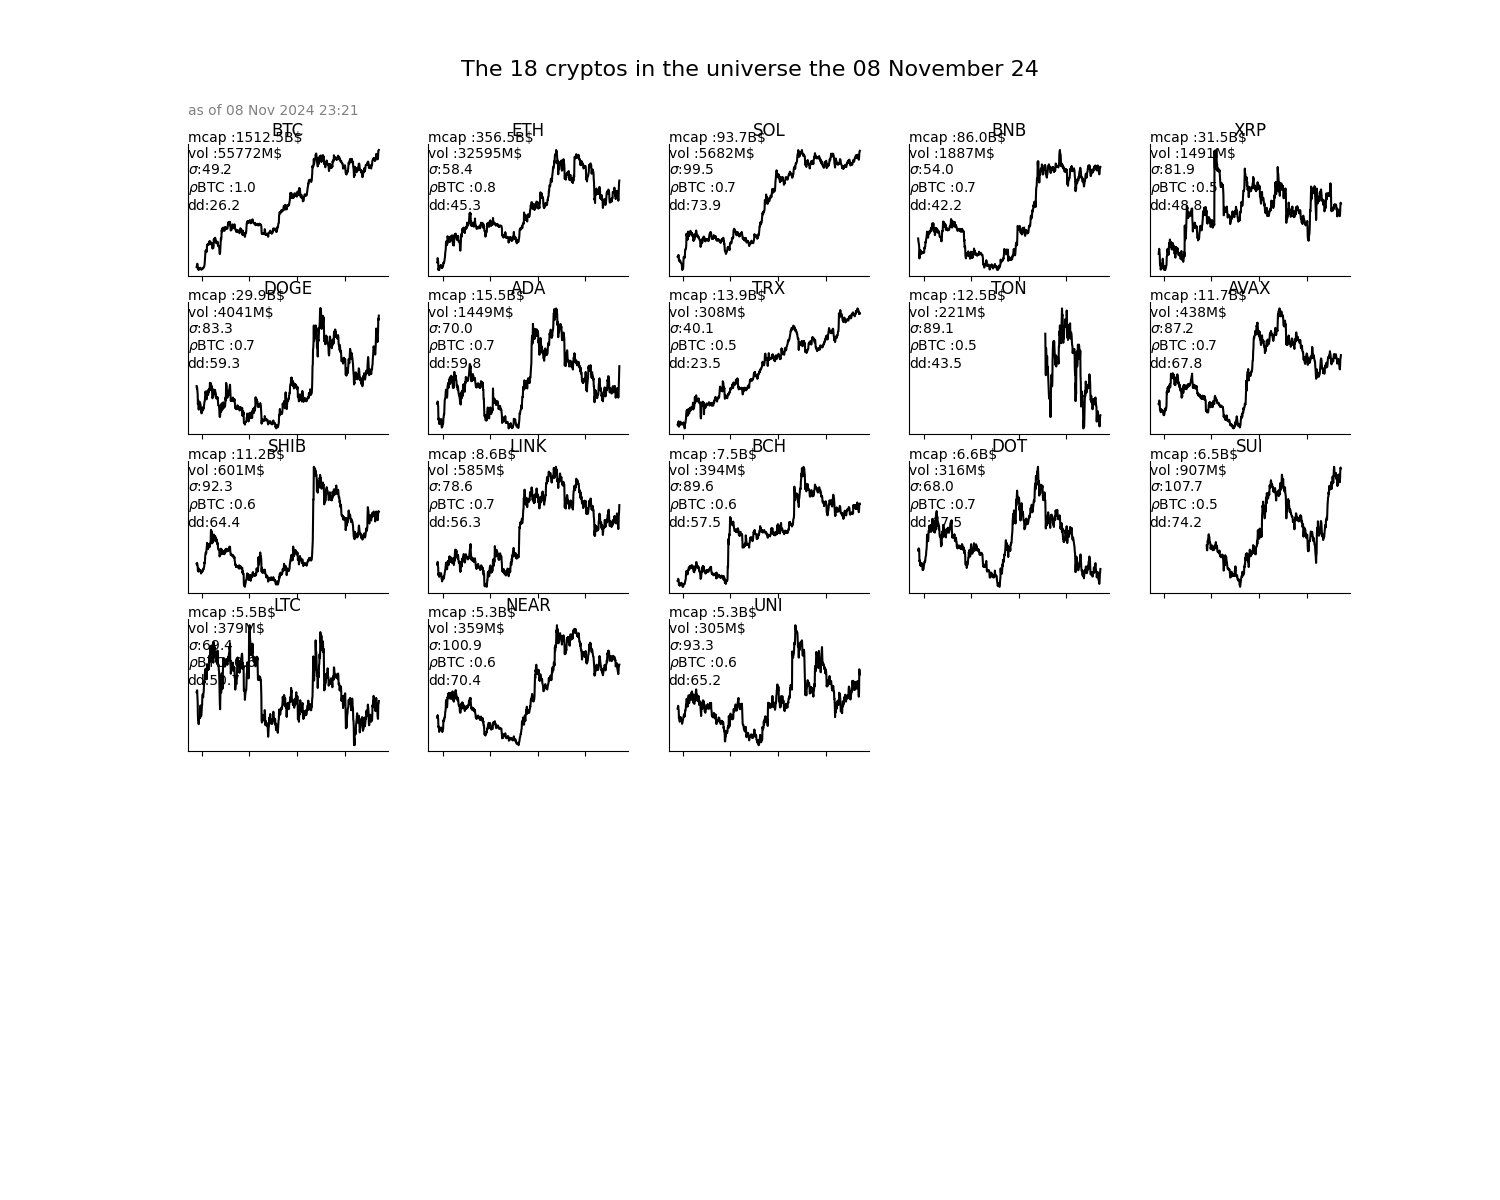 The 18 cryptos in the universe the 08 November 24
as of 08 Nov 2024 23:21
BTC
mcap :1512.5B$
vol :55772M$
σ:49.2
ρBTC :1.0
dd:26.2
ETH
mcap :356.5B$
vol :32595M$
σ:58.4
ρBTC :0.8
dd:45.3
SOL
mcap :93.7B$
vol :5682M$
σ:99.5
ρBTC :0.7
dd:73.9
BNB
mcap :86.0B$
vol :1887M$
σ:54.0
ρBTC :0.7
dd:42.2
XRP
mcap :31.5B$
vol :1491M$
σ:81.9
ρBTC :0.5
dd:48.8
DOGE
mcap :29.9B$
vol :4041M$
σ:83.3
ρBTC :0.7
dd:59.3
ADA
mcap :15.5B$
vol :1449M$
σ:70.0
ρBTC :0.7
dd:59.8
TRX
mcap :13.9B$
vol :308M$
σ:40.1
ρBTC :0.5
dd:23.5
TON
mcap :12.5B$
vol :221M$
σ:89.1
ρBTC :0.5
dd:43.5
AVAX
mcap :11.7B$
vol :438M$
σ:87.2
ρBTC :0.7
dd:67.8
SHIB
mcap :11.2B$
vol :601M$
σ:92.3
ρBTC :0.6
dd:64.4
LINK
mcap :8.6B$
vol :585M$
σ:78.6
ρBTC :0.7
dd:56.3
BCH
mcap :7.5B$
vol :394M$
σ:89.6
ρBTC :0.6
dd:57.5
DOT
mcap :6.6B$
vol :316M$
σ:68.0
ρBTC :0.7
SUI
mcap :6.5B$
vol :907M$
σ:107.7
ρBTC :0.5
dd:74.2
LTC
mcap :5.5B$
vol :379M$
σ:69.4
NEAR
mcap :5.3B$
vol :359M$
σ:100.9
ρBTC :0.6
dd:70.4
UNI
mcap :5.3B$
vol :305M$
σ:93.3
ρBTC :0.6
dd:65.2